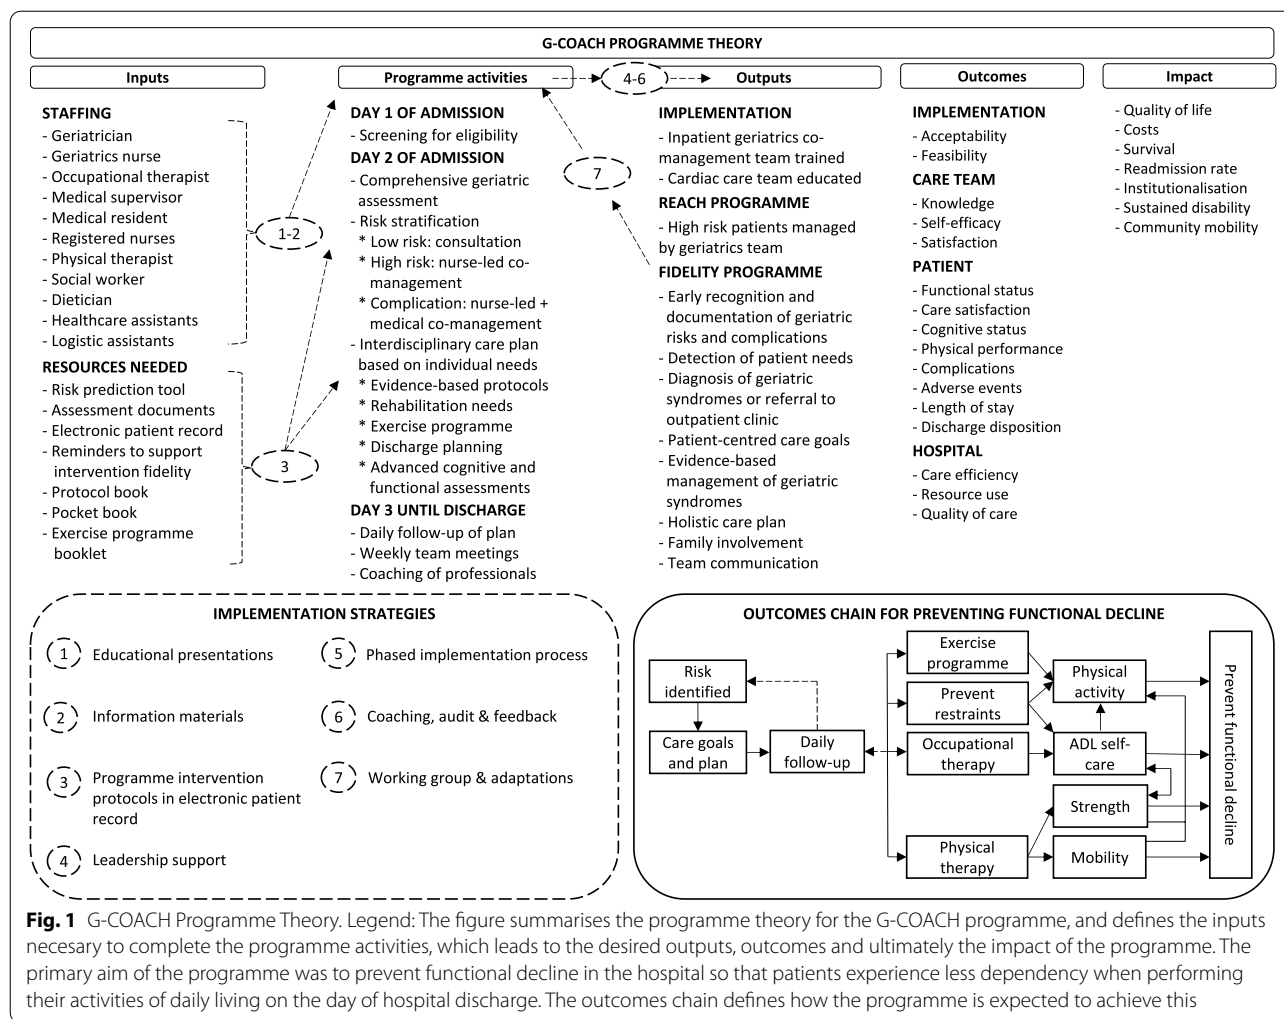 G-COACH PROGRAMME THEORY
Inputs
STAFFING
- Geriatrician
- Geriatrics nurse
- Occupational therapist
- Medical supervisor
- Medical resident
- Registered nurses
- Physical therapist
- Social worker
- Dietician
- Healthcare assistants
- Logistic assistants
RESOURCES NEEDED
- Risk prediction tool
- Assessment documents
- Electronic patient record
- Reminders to support
intervention fidelity
- Protocol book
- Pocket book
- Exercise programme
booklet
1-2
3
Programme activities
DAY 1 OF ADMISSION
- Screening for eligibility
DAY 2 OF ADMISSION
- Comprehensive geriatric
assessment
- Risk stratification
* Low risk: consultation
* High risk: nurse-led co-
management
* Complication: nurse-led +
medical co-management
- Interdisciplinary care plan
based on individual needs
* Evidence-based protocols
* Rehabilitation needs
* Exercise programme
* Discharge planning
* Advanced cognitive and
functional assessments
DAY 3 UNTIL DISCHARGE
- Daily follow-up of plan
- Weekly team meetings
- Coaching of professionals
4-6
7
Outputs
IMPLEMENTATION
- Inpatient geriatrics co-
management team trained
- Cardiac care team educated
REACH PROGRAMME
- High risk patients managed
by geriatrics team
FIDELITY PROGRAMME
- Early recognition and
documentation of geriatric
risks and complications
- Detection of patient needs
- Diagnosis of geriatric
syndromes or referral to
outpatient clinic
- Patient-centred care goals
- Evidence-based
management of geriatric
syndromes
- Holistic care plan
- Family involvement
- Team communication
Outcomes
IMPLEMENTATION
- Acceptability
- Feasibility
CARE TEAM
- Knowledge
- Self-efficacy
- Satisfaction
PATIENT
- Functional status
- Care satisfaction
- Cognitive status
- Physical performance
- Complications
- Adverse events
- Length of stay
- Discharge disposition
HOSPITAL
- Care efficiency
- Resource use
- Quality of care
Impact
- Quality of life
- Costs
- Survival
- Readmission rate
- Institutionalisation
- Sustained disability
- Community mobility
IMPLEMENTATION STRATEGIES
1 Educational presentations
2 Information materials
3 Programme intervention
protocols in electronic patient
record
4 Leadership support
5 Phased implementation process
6 Coaching, audit & feedback
7 Working group & adaptations
OUTCOMES CHAIN FOR PREVENTING FUNCTIONAL DECLINE
Risk
identified
Care goals
and plan
Daily
follow-up
Exercise
programme
Prevent
restraints
Occupational
therapy
Physical
therapy
Physical
activity
ADL self-
care
Strength
Mobility
Prevent functional decline
Fig. 1 G-COACH Programme Theory. Legend: The figure summarises the programme theory for the G-COACH programme, and defines the inputs
necesary to complete the programme activities, which leads to the desired outputs, outcomes and ultimately the impact of the programme. The
primary aim of the programme was to prevent functional decline in the hospital so that patients experience less dependency when performing
their activities of daily living on the day of hospital discharge. The outcomes chain defines how the programme is expected to achieve this